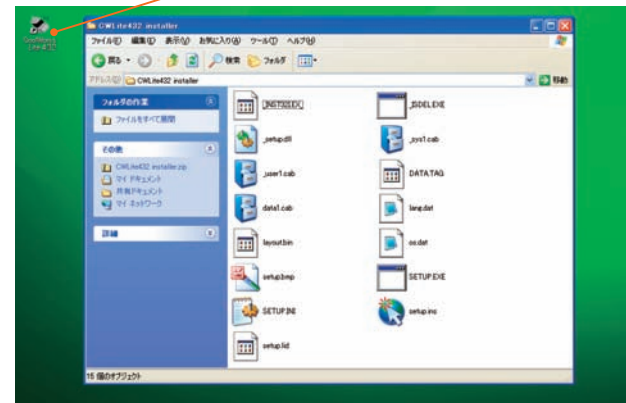 CWLite432 installer
ファイル(F) 編集(E) 表示(V) お気に入り(A) ツール(T) ヘルプ(H)
戻る 検索 フォルダ
アドレス(D) CWLite432 installer 移動
フォルダの作業
ファイルをすべて展開
その他
CWLite432 installer.zip
マイ ドキュメント
共有ドキュメント
マイ ネットワーク
詳細
_INST32I.EX_ _ISDEL.EXE
_setup.dll _sys1.cab
_user1.cab DATA.TAG
data1.cab lang.dat
layout.bin os.dat
setup.bmp SETUP.EXE
SETUP.INI setup.ins
setup.lid
15 個のオブジェクト